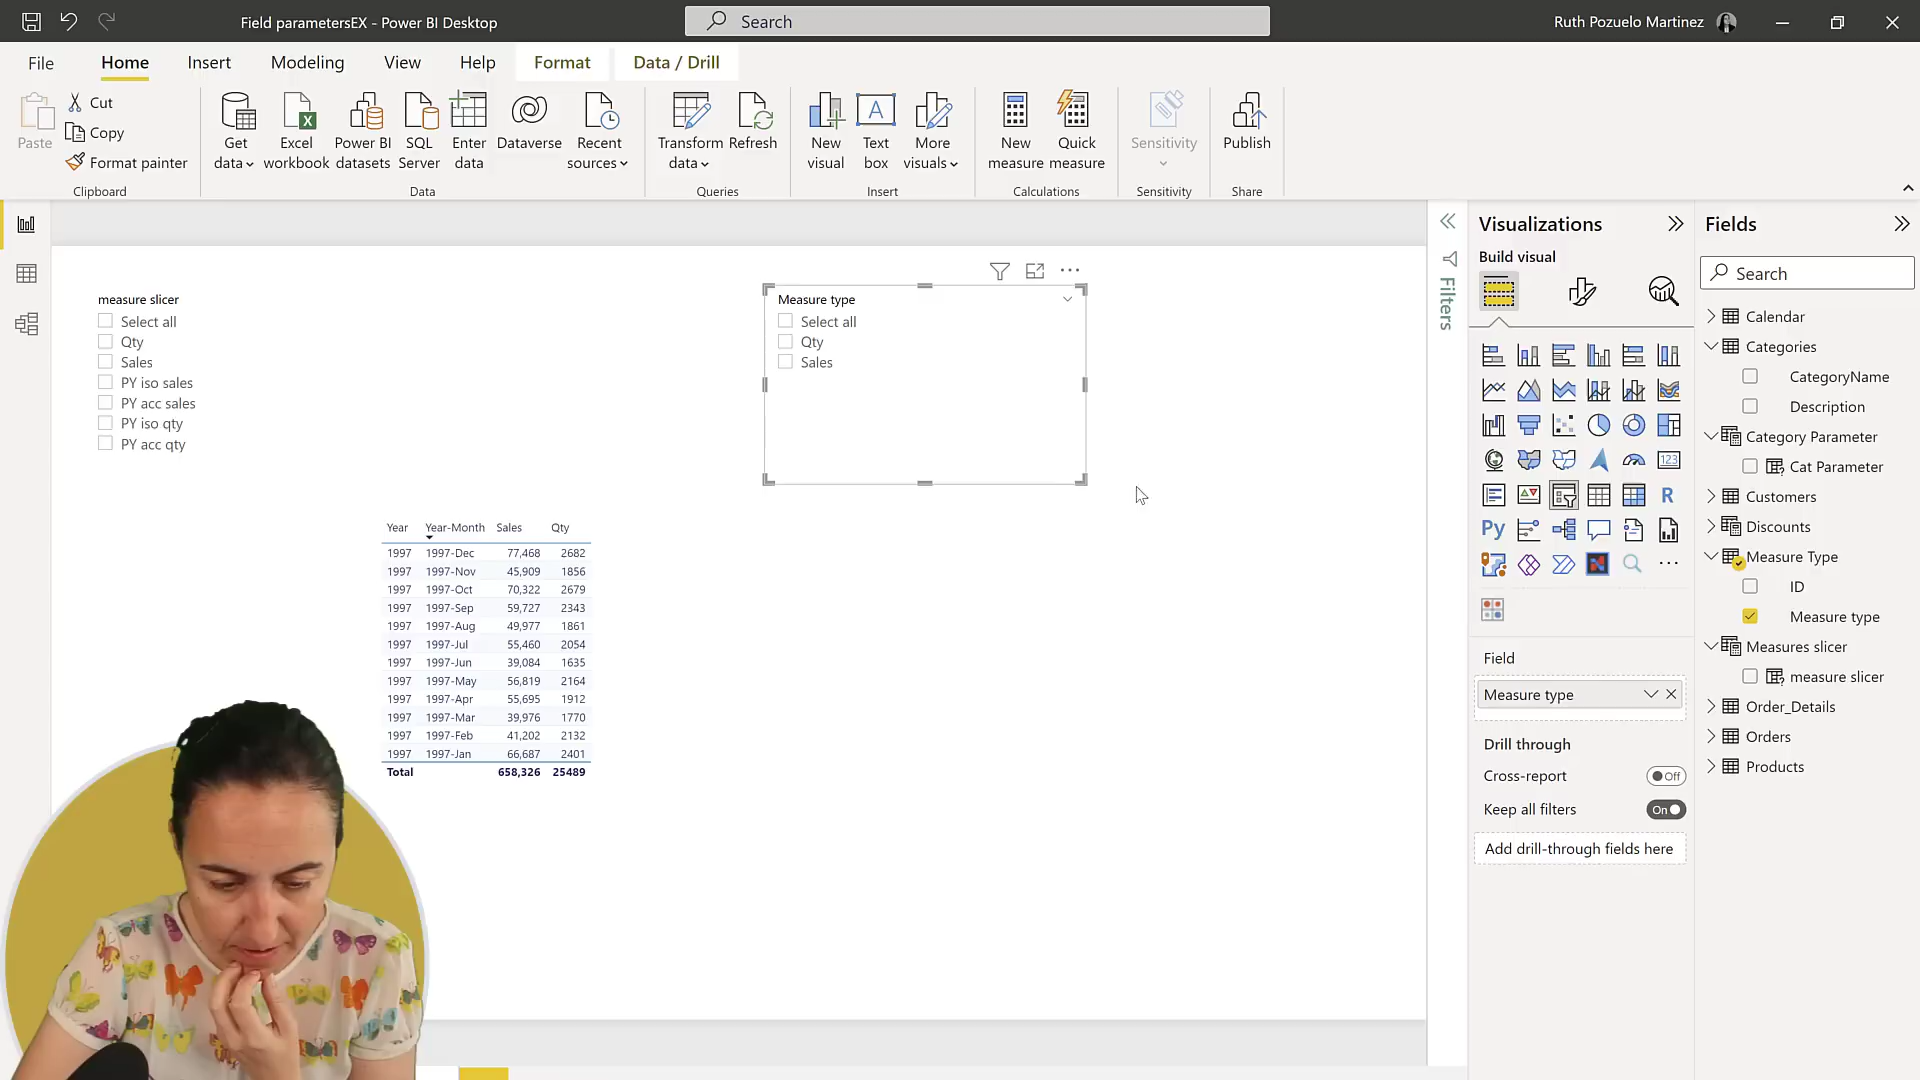 Field parametersEX - Power BI Desktop
Search
Ruth Pozuelo Martinez
File
Home
Insert
Modeling
View
Help
Format
Data / Drill
Paste
Cut
Copy
Format painter
Clipboard
Get data
Excel workbook
Power BI datasets
SQL Server
Enter data
Dataverse
Recent sources
Data
Transform data
Refresh
Queries
New visual
Text box
More visuals
Insert
New measure
Quick measure
Calculations
Sensitivity
Sensitivity
Publish
Share
measure slicer
Select all
Qty
Sales
PY iso sales
PY acc sales
PY iso qty
PY acc qty
Measure type
Select all
Qty
Sales
Year Year-Month Sales Qty
1997 1997-Dec 77,468 2682
1997 1997-Nov 45,909 1856
1997 1997-Oct 70,322 2679
1997 1997-Sep 59,727 2343
1997 1997-Aug 49,977 1861
1997 1997-Jul 55,460 2054
1997 1997-Jun 39,084 1635
1997 1997-May 56,819 2164
1997 1997-Apr 55,695 1912
1997 1997-Mar 39,976 1770
1997 1997-Feb 41,202 2132
1997 1997-Jan 66,687 2401
Total 658,326 25489
Filters
Visualizations
Build visual
123
R
Py
Field
Measure type
Drill through
Cross-report
Off
Keep all filters
On
Add drill-through fields here
Fields
Search
Calendar
Categories
CategoryName
Description
Category Parameter
Cat Parameter
Customers
Discounts
Measure Type
ID
Measure type
Measures slicer
measure slicer
Order_Details
Orders
Products